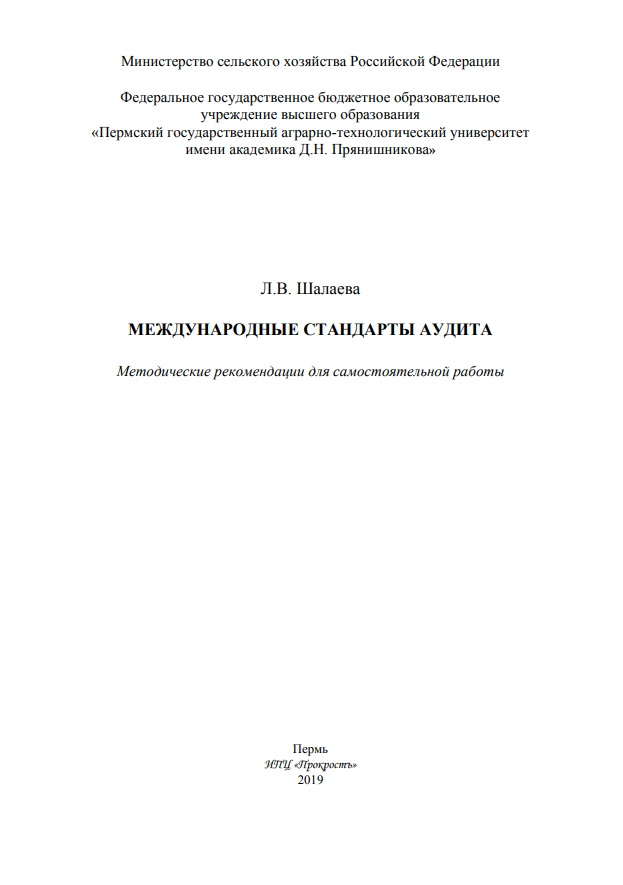 Министерство сельского хозяйства Российской Федерации
Федеральное государственное бюджетное образовательное
учреждение высшего образования
«Пермский государственный аграрно-технологический университет
имени академика Д.Н. Прянишникова»
Л.В. Шалаева
МЕЖДУНАРОДНЫЕ СТАНДАРТЫ АУДИТА
Методические рекомендации для самостоятельной работы
Пермь
ИПЦ «Прокростъ»
2019